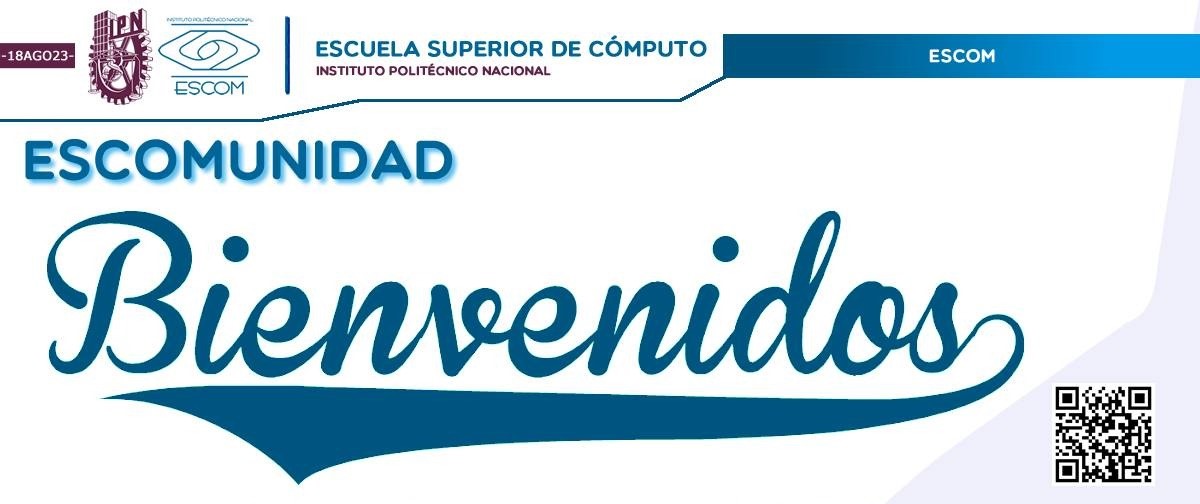 -18AGO23-
IPN
INSTITUTO POLITÉCNICO NACIONAL
ESCOM
ESCUELA SUPERIOR DE CÓMPUTO
INSTITUTO POLITÉCNICO NACIONAL
ESCOM
ESCOMUNIDAD
Bienvenidos